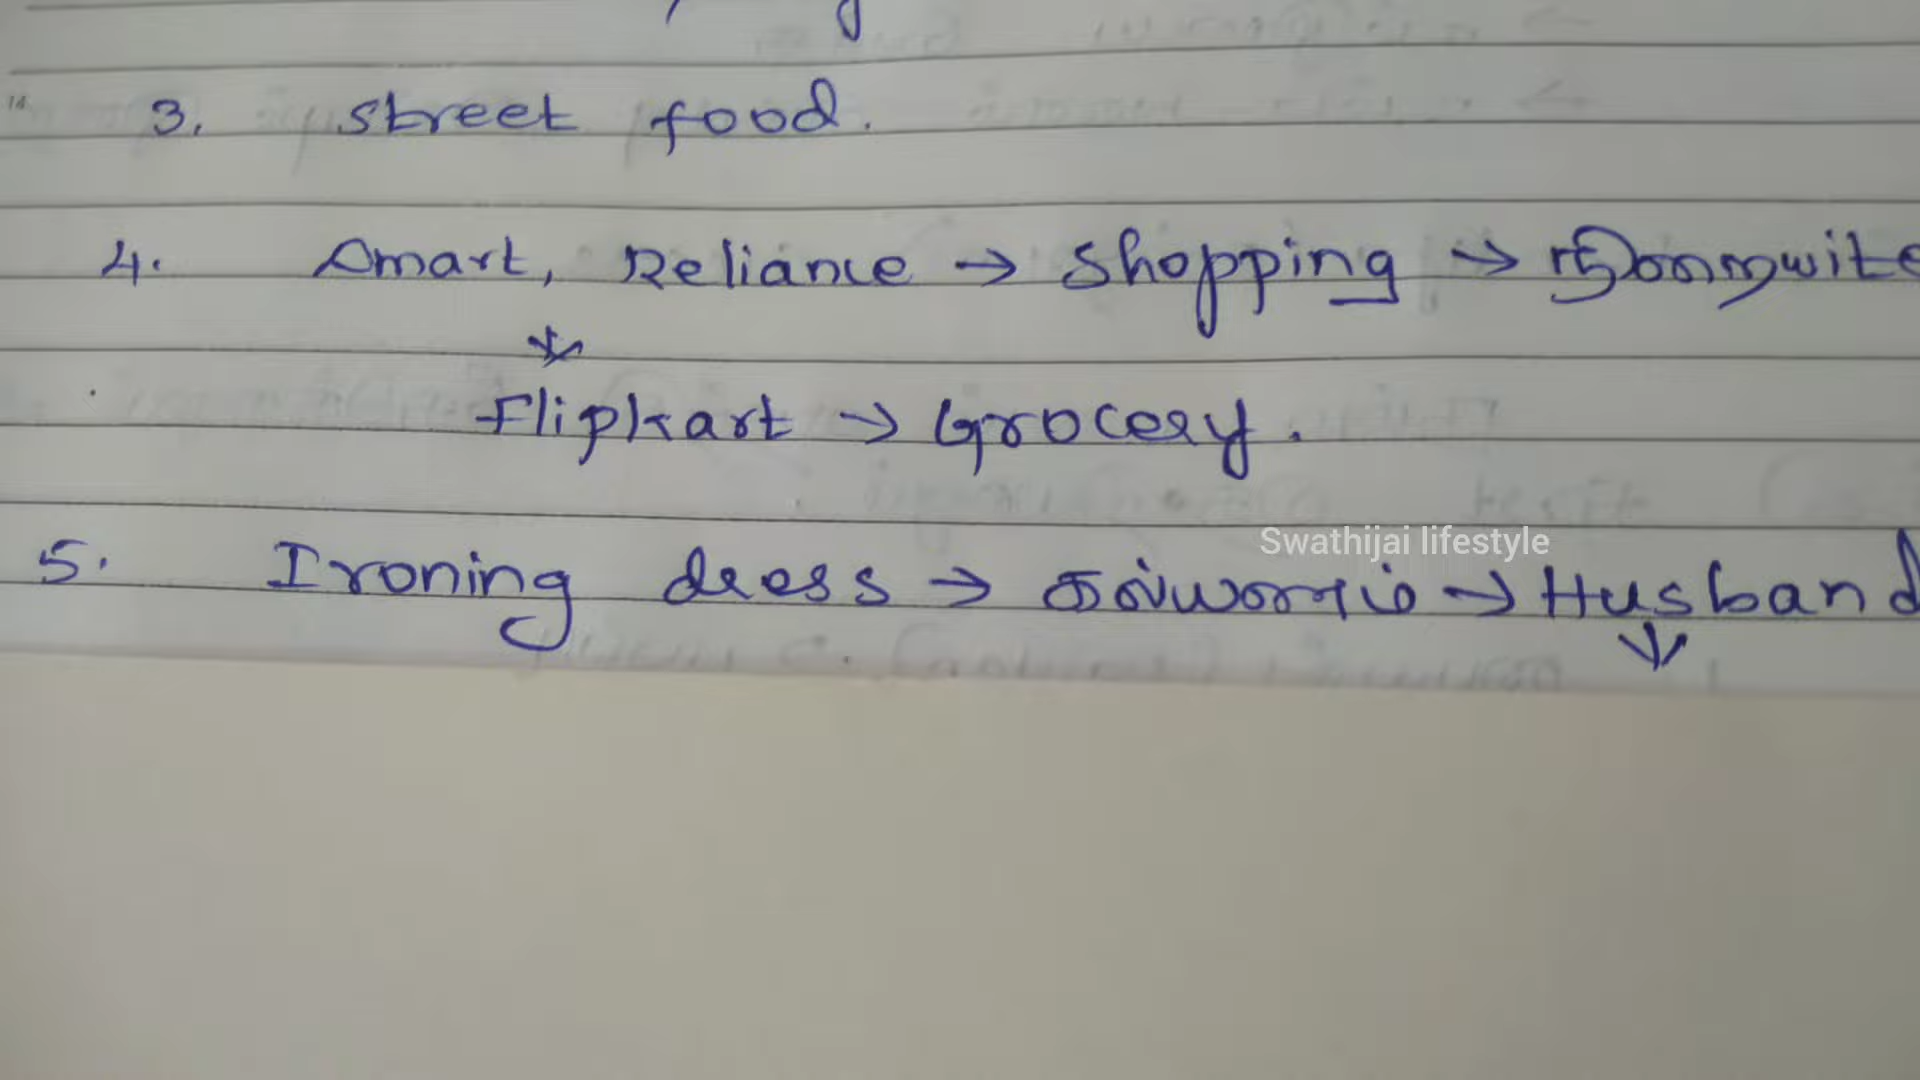 3. street food.
4. Dmart, Reliance → Shopping →
Flipkart → Grocery.
Swathijai lifestyle
5. Ironing dress → கல்யாணம் → Husband